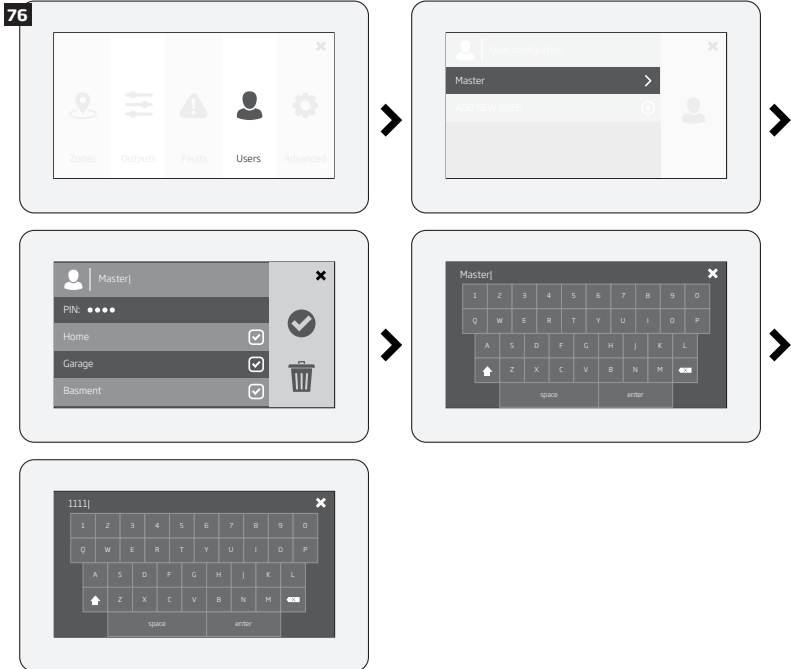 76
Zones Outputs Faults Users Advanced
User configuration
Master
ADD NEW USER
Master|
PIN: ●●●●
Home
Garage
Basment
Master|
1 2 3 4 5 6 7 8 9 0
Q W E R T Y U I O P
A S D F G H J K L
Z X C V B N M
space enter
1111|
1 2 3 4 5 6 7 8 9 0
Q W E R T Y U I O P
A S D F G H J K L
Z X C V B N M
space enter